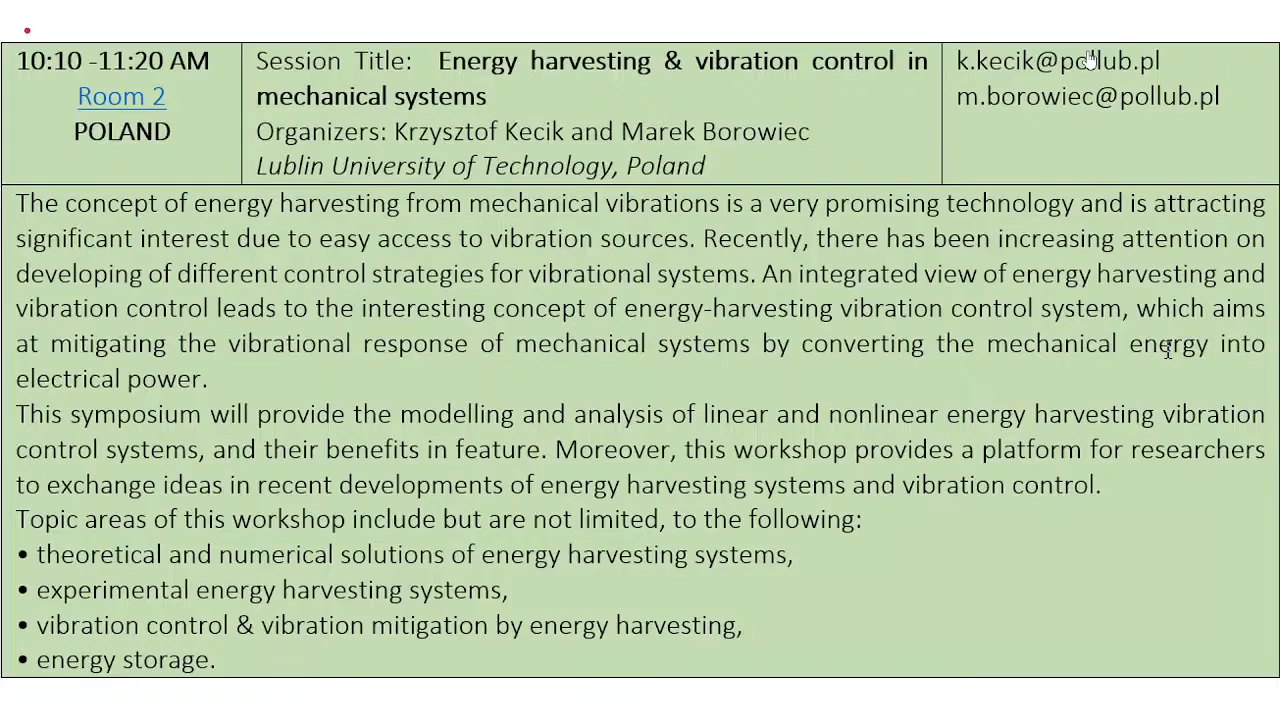 10:10 -11:20 AM
Room 2
POLAND
Session Title: Energy harvesting & vibration control in
mechanical systems
Organizers: Krzysztof Kecik and Marek Borowiec
Lublin University of Technology, Poland
k.kecik@pollub.pl
m.borowiec@pollub.pl
The concept of energy harvesting from mechanical vibrations is a very promising technology and is attracting
significant interest due to easy access to vibration sources. Recently, there has been increasing attention on
developing of different control strategies for vibrational systems. An integrated view of energy harvesting and
vibration control leads to the interesting concept of energy-harvesting vibration control system, which aims
at mitigating the vibrational response of mechanical systems by converting the mechanical energy into
electrical power.
This symposium will provide the modelling and analysis of linear and nonlinear energy harvesting vibration
control systems, and their benefits in feature. Moreover, this workshop provides a platform for researchers
to exchange ideas in recent developments of energy harvesting systems and vibration control.
Topic areas of this workshop include but are not limited, to the following:
• theoretical and numerical solutions of energy harvesting systems,
• experimental energy harvesting systems,
• vibration control & vibration mitigation by energy harvesting,
• energy storage.